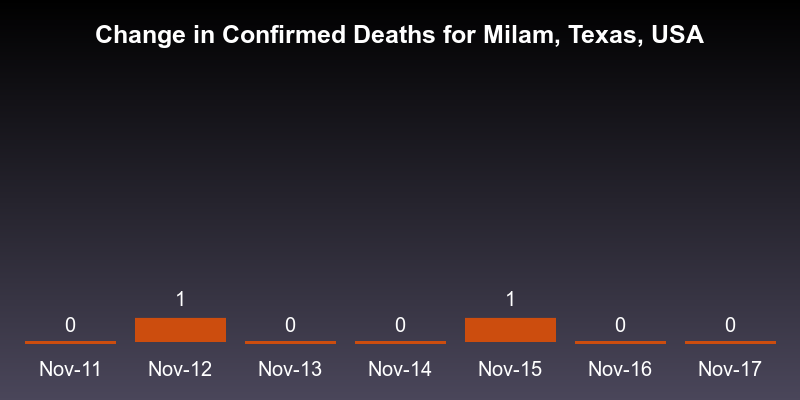 Change in Confirmed Deaths for Milam, Texas, USA
0 1 0 0 1 0 0
Nov-11 Nov-12 Nov-13 Nov-14 Nov-15 Nov-16 Nov-17